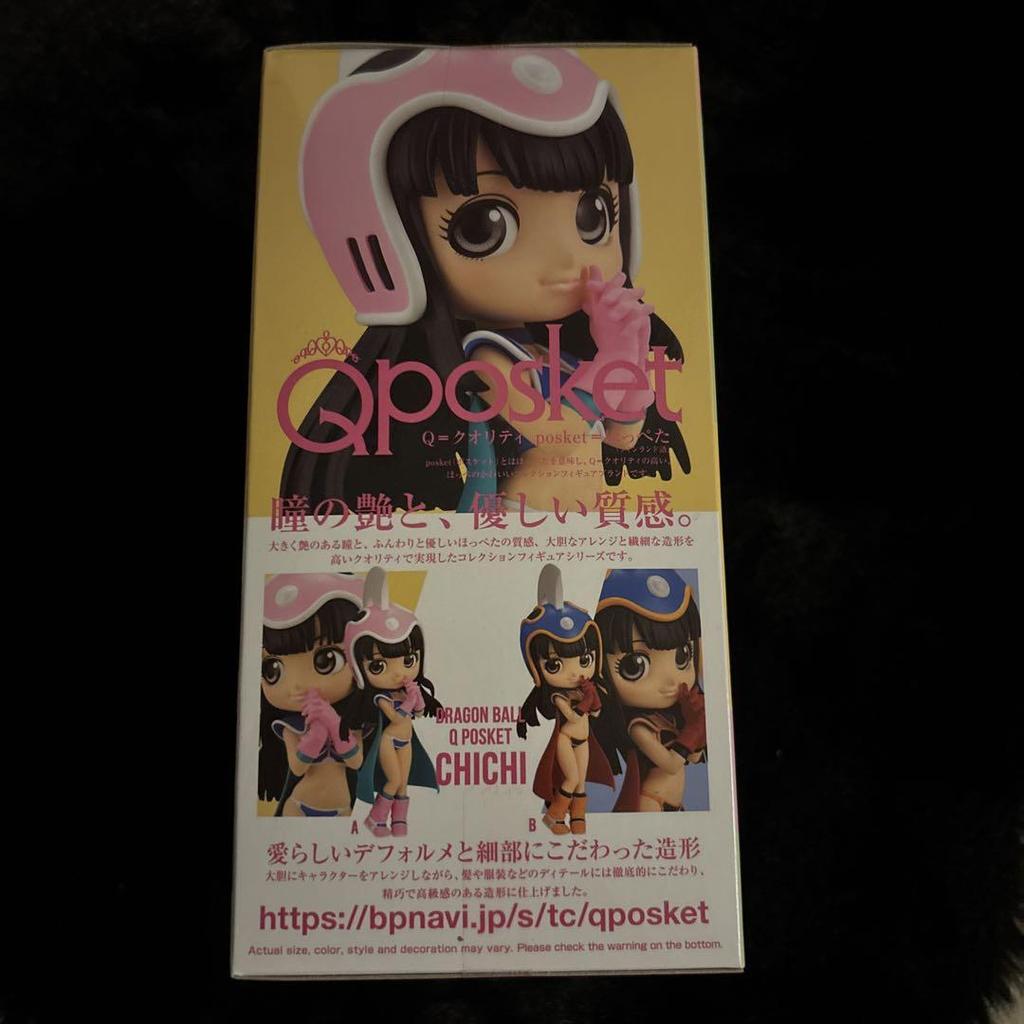 Qposket
Q=クオリティ posket=ほっぺた
瞳の艶と、優しい質感。
大きく艶のある瞳と、ふんわりと優しいほっぺたの質感、大胆なアレンジと繊細な造形を
高いクオリティで実現したコレクションフィギュアシリーズです。
DRAGON BALL
Q POSKET
CHICHI
A
B
愛らしいデフォルメと細部にこだわった造形
大胆にキャラクターをアレンジしながら、髪や服装などのディテールには徹底的にこだわり、
精巧で高級感のある造形に仕上げました。
https://bpnavi.jp/s/tc/qposket
Actual size, color, style and decoration may vary. Please check the warning on the bottom.